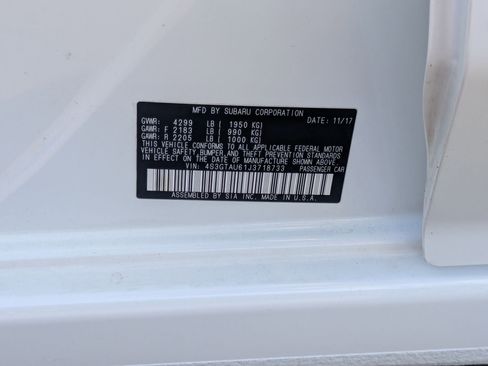 MFD BY SUBARU CORPORATION
GVWR: 4299 LB ( 1950 KG) DATE: 11/17
GAWR: F 2183 LB ( 990 KG)
GAWR: R 2205 LB ( 1000 KG)
THIS VEHICLE CONFORMS TO ALL APPLICABLE FEDERAL MOTOR
VEHICLE SAFETY,BUMPER,AND THEFT PREVENTION STANDARDS
IN EFFECT ON THE DATE OF MANUFACTURE SHOWN ABOVE.
VIN: 4S3GTAU61J3718733 PASSENGER CAR
ASSEMBLED BY SIA INC. MADE IN U.S.A.